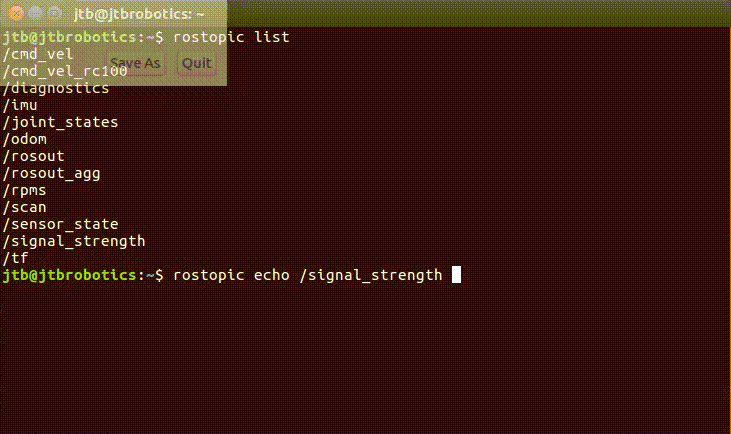 jtb@jtbrobotics: ~
jtb@jtbrobotics:~$ rostopic list
/cmd_vel
Save As Quit
/cmd_vel_rc100
/diagnostics
/imu
/joint_states
/odom
/rosout
/rosout_agg
/rpms
/scan
/sensor_state
/signal_strength
/tf
jtb@jtbrobotics:~$ rostopic echo /signal_strength